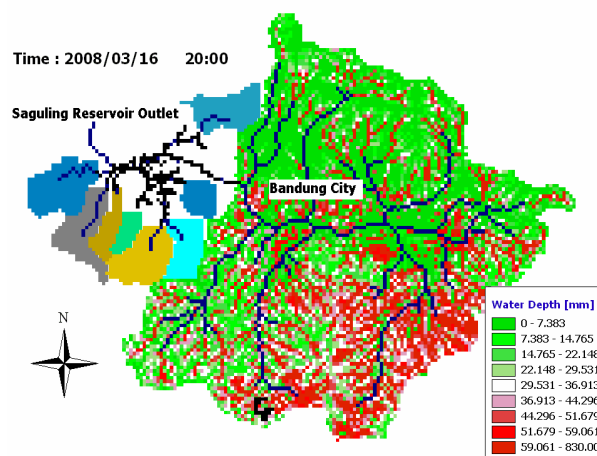 Time : 2008/03/16 20:00
Saguling Reservoir Outlet
Bandung City
N
Water Depth [mm]
0 - 7.383
7.383 - 14.765
14.765 - 22.148
22.148 - 29.531
29.531 - 36.913
36.913 - 44.296
44.296 - 51.679
51.679 - 59.061
59.061 - 830.00